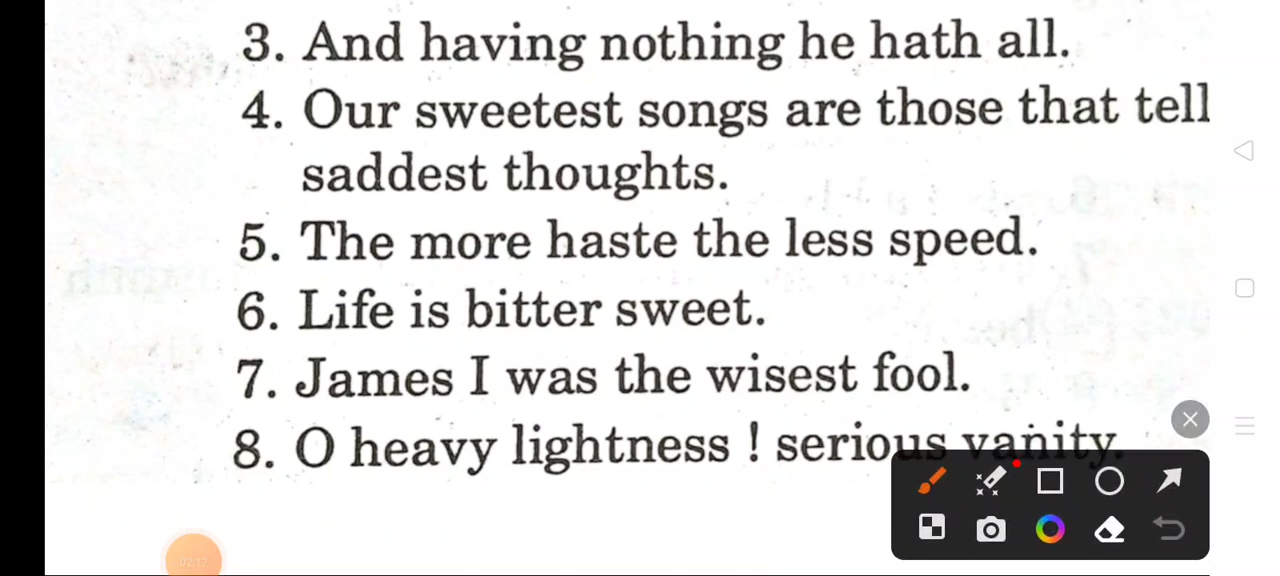 3. And having nothing he hath all.
4. Our sweetest songs are those that tell
saddest thoughts.
5. The more haste the less speed.
6. Life is bitter sweet.
7. James I was the wisest fool.
8. O heavy lightness ! serious vanity.
02:12